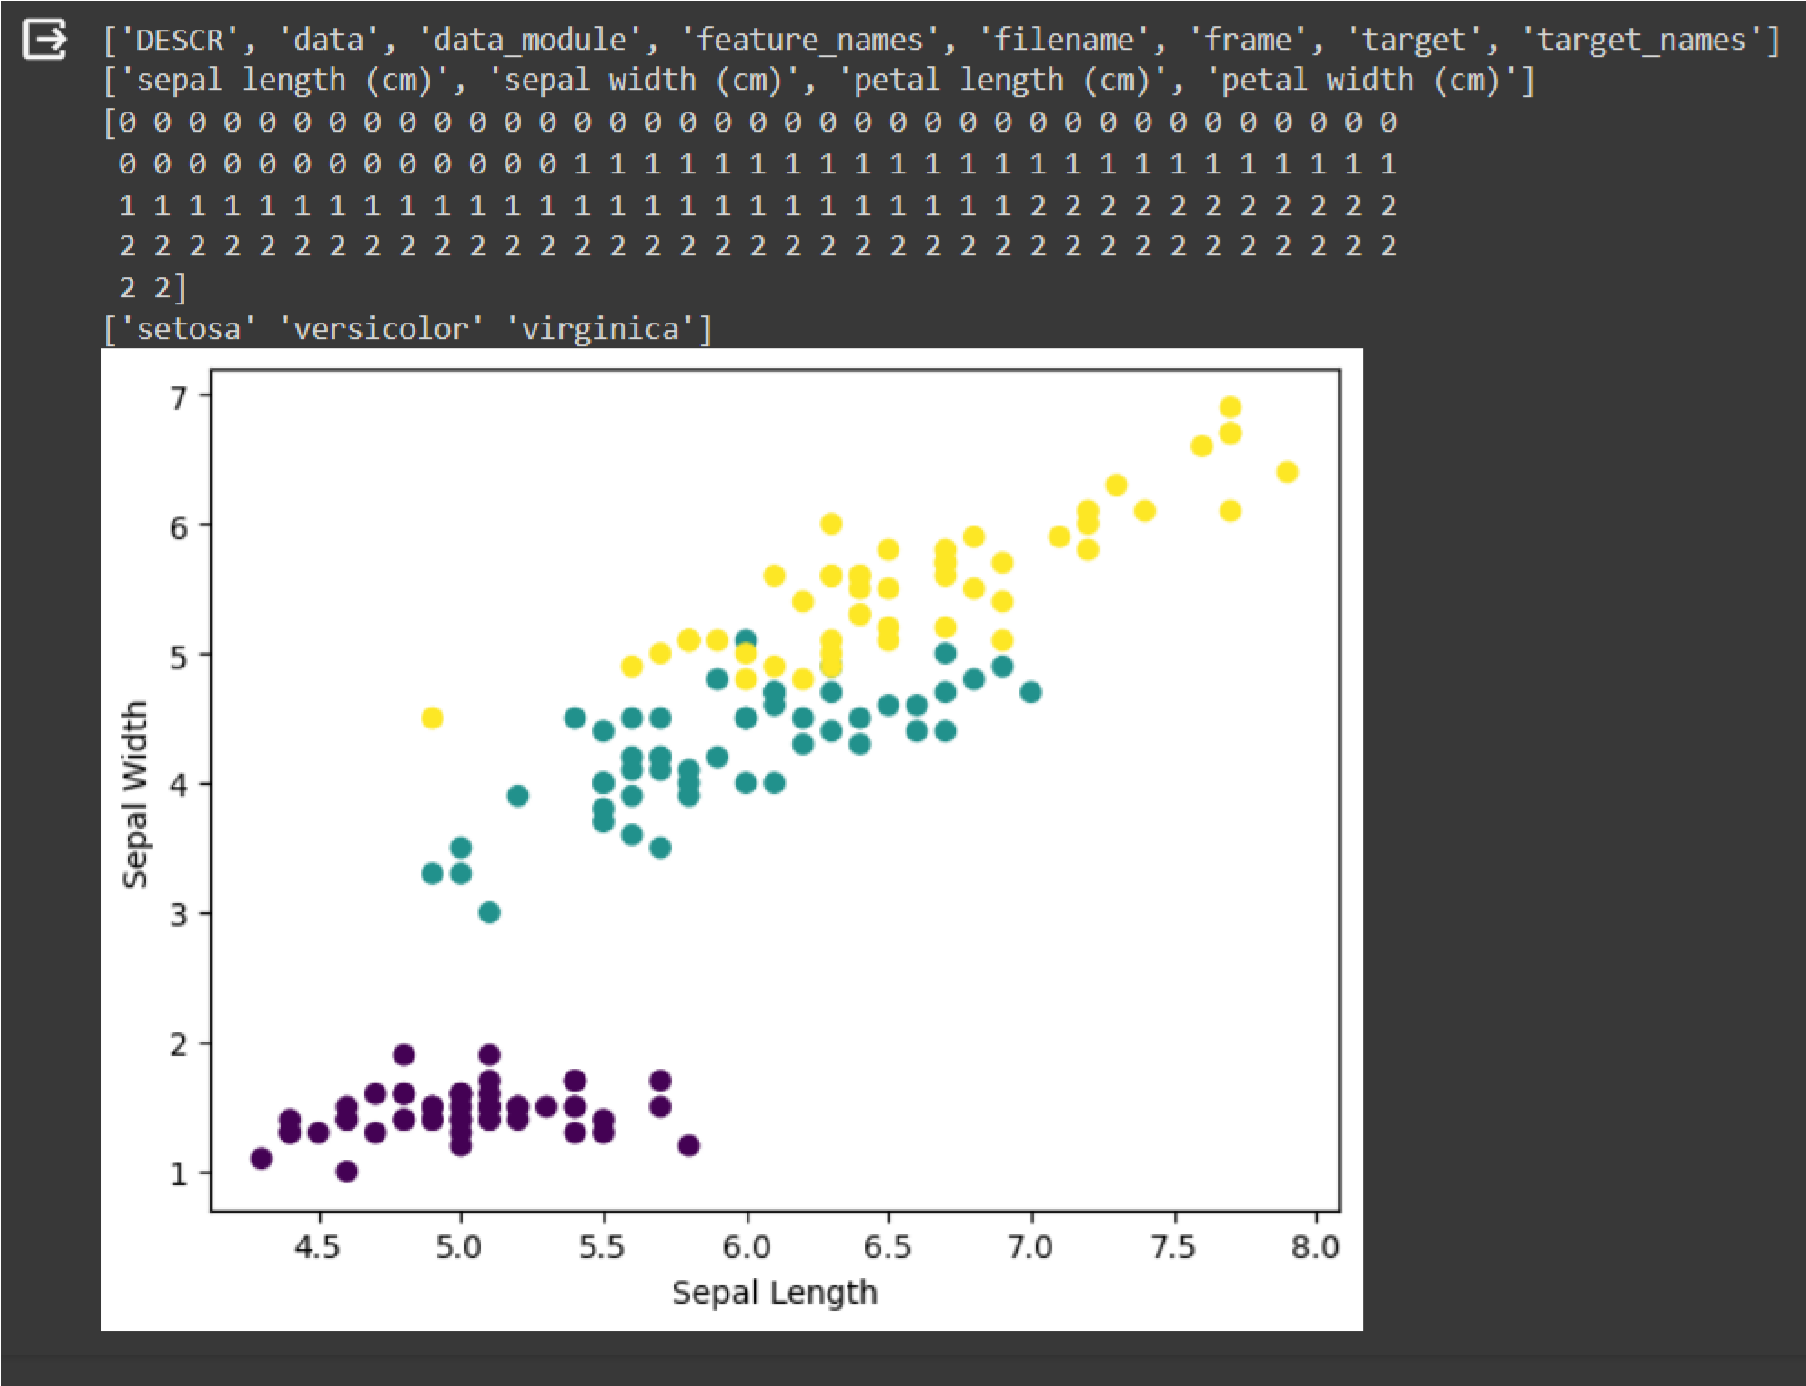 ['DESCR', 'data', 'data_module', 'feature_names', 'filename', 'frame', 'target', 'target_names']
['sepal length (cm)', 'sepal width (cm)', 'petal length (cm)', 'petal width (cm)']
[0 0 0 0 0 0 0 0 0 0 0 0 0 0 0 0 0 0 0 0 0 0 0 0 0 0 0 0 0 0 0 0 0 0 0 0 0
0 0 0 0 0 0 0 0 0 0 0 0 0 1 1 1 1 1 1 1 1 1 1 1 1 1 1 1 1 1 1 1 1 1 1 1 1
1 1 1 1 1 1 1 1 1 1 1 1 1 1 1 1 1 1 1 1 1 1 1 1 1 1 2 2 2 2 2 2 2 2 2 2 2
2 2 2 2 2 2 2 2 2 2 2 2 2 2 2 2 2 2 2 2 2 2 2 2 2 2 2 2 2 2 2 2 2 2 2 2 2
2 2]
['setosa' 'versicolor' 'virginica']
7
6
5
4
3
2
1
Sepal Width
4.5 5.0 5.5 6.0 6.5 7.0 7.5 8.0
Sepal Length